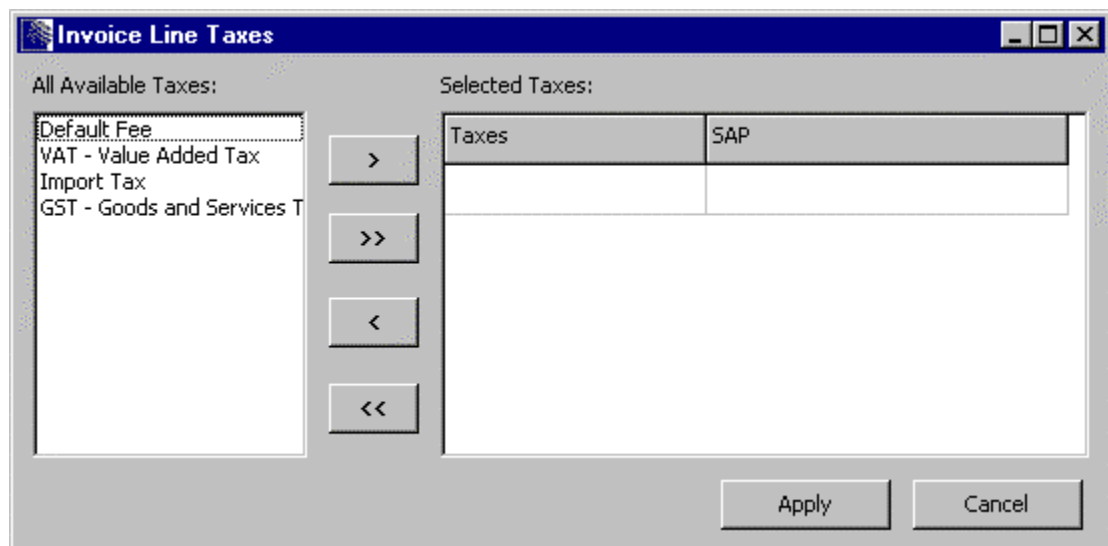 Invoice Line Taxes
All Available Taxes:
Selected Taxes:
Default Fee
VAT - Value Added Tax
Import Tax
GST - Goods and Services T
>
>>
<
<<
Taxes SAP
Apply Cancel